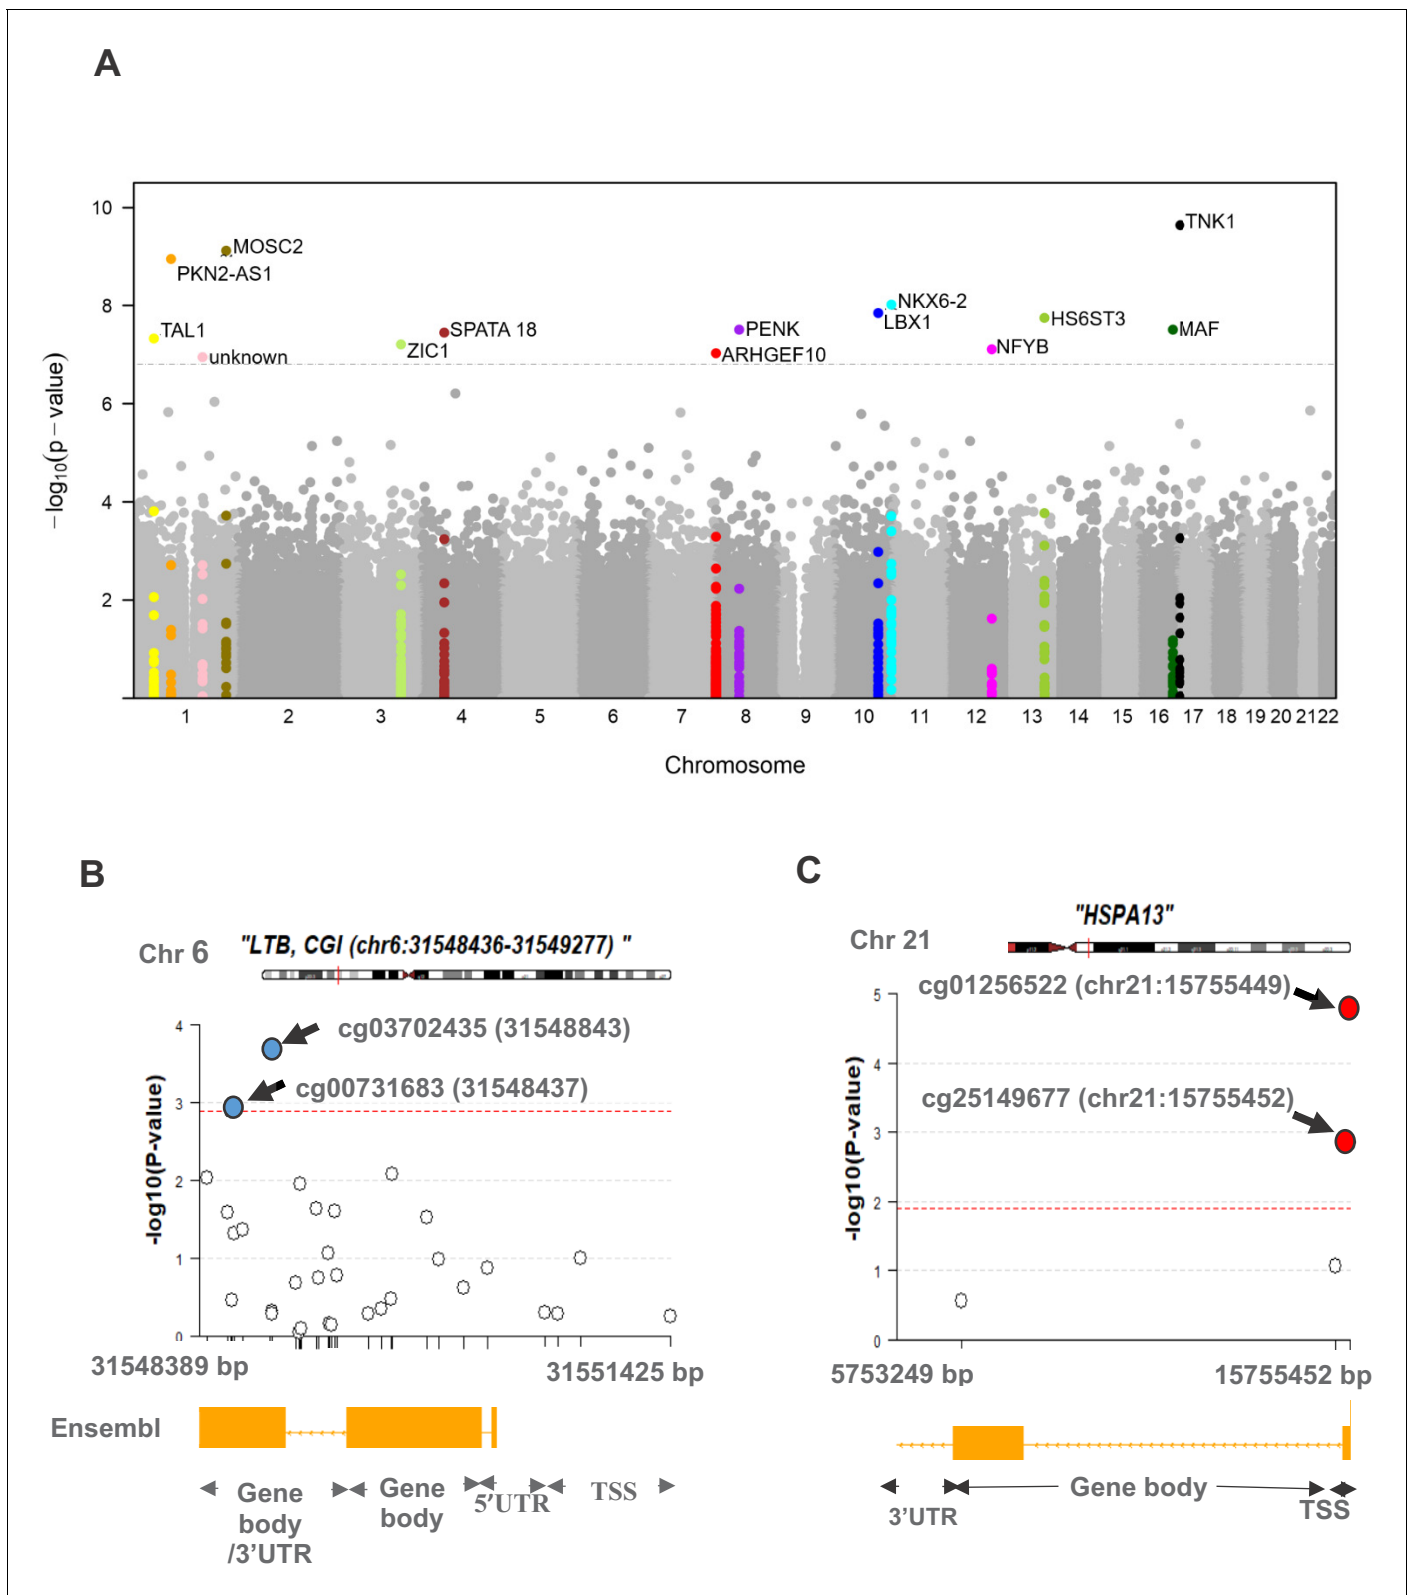 A
10
8
6
4
2
−log10(p − value)
TNK1
MOSC2
PKN2-AS1
NKX6-2
LBX1
HS6ST3
TAL1
SPATA 18
PENK
MAF
ZIC1
NFYB
unknown
ARHGEF10
1 2 3 4 5 6 7 8 9 10 11 12 13 14 15 16 17 18 19 20 21 22
Chromosome
B
Chr 6
"LTB, CGI (chr6:31548436-31549277) "
cg03702435 (31548843)
cg00731683 (31548437)
-log10(P-value)
4
3
2
1
0
31548389 bp
31551425 bp
Ensembl
Gene
body
/3'UTR
Gene
body
5'UTR
TSS
C
"HSPA13"
Chr 21
cg01256522 (chr21:15755449)
cg25149677 (chr21:15755452)
-log10(P-value)
5
4
3
2
1
0
5753249 bp
15755452 bp
3'UTR
Gene body
TSS